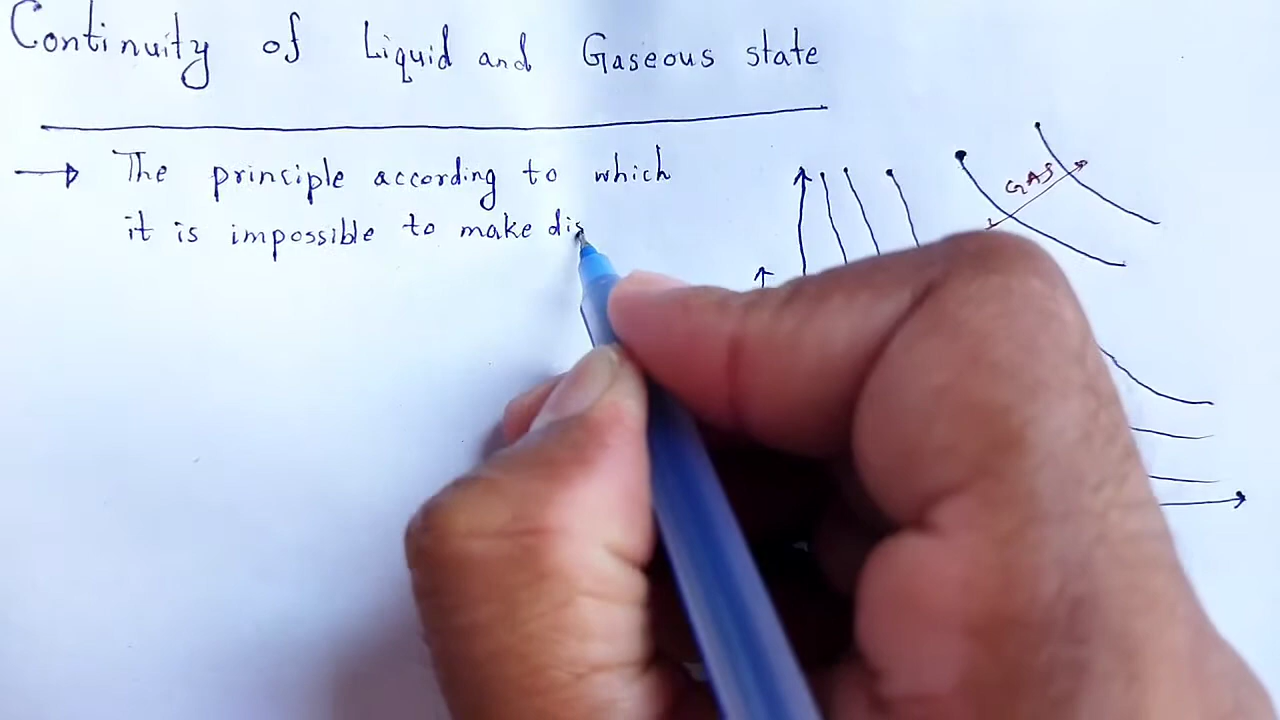 Continuity of Liquid and Gaseous state
→ The principle according to which
it is impossible to make dis
GAS